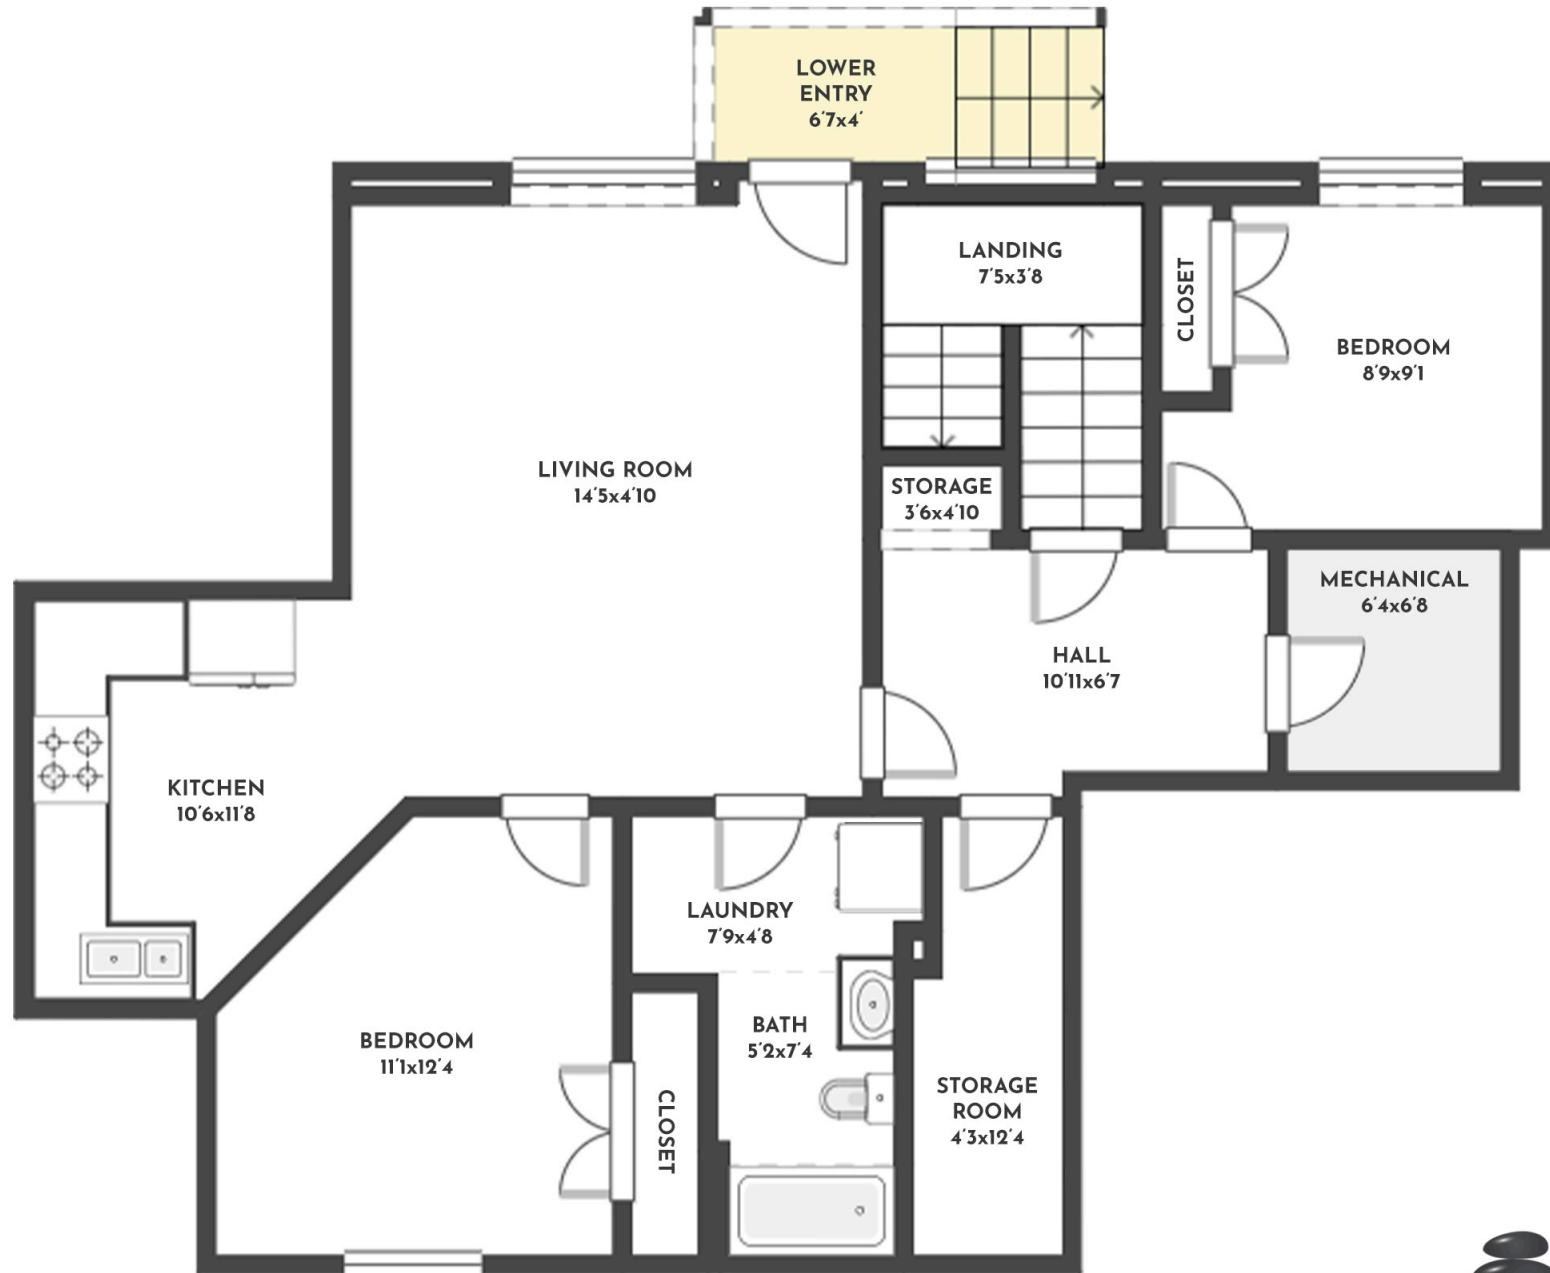 LOWER
ENTRY
6'7x4'
LANDING
7'5x3'8
CLOSET
BEDROOM
8'9x9'1
LIVING ROOM
14'5x4'10
STORAGE
3'6x4'10
MECHANICAL
6'4x6'8
HALL
10'11x6'7
KITCHEN
10'6x11'8
LAUNDRY
7'9x4'8
BEDROOM
11'1x12'4
BATH
5'2x7'4
CLOSET
STORAGE
ROOM
4'3x12'4